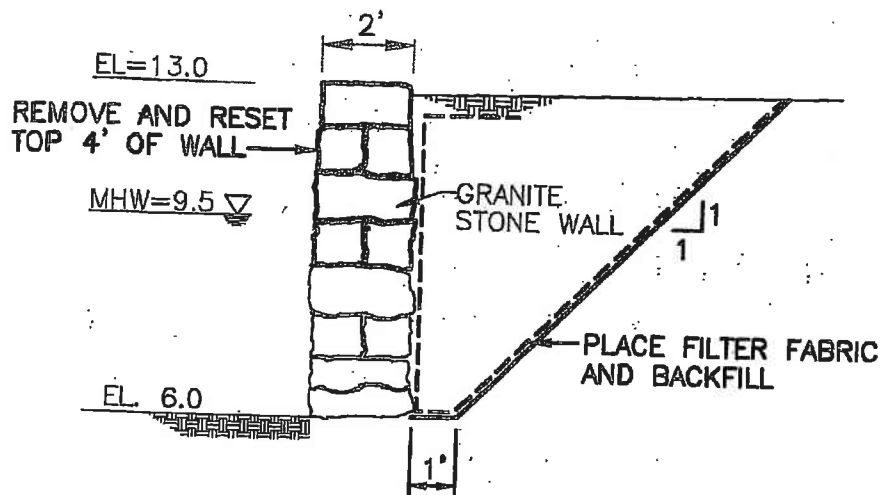 2'
EL=13.0
REMOVE AND RESET
TOP 4' OF WALL
MHW=9.5
GRANITE
STONE WALL
1
1
PLACE FILTER FABRIC
AND BACKFILL
EL. 6.0
1'